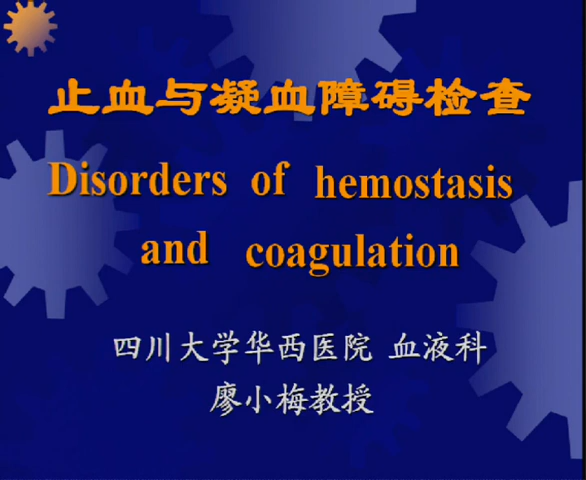 止血与凝血障碍检查
Disorders of hemostasis
and coagulation
四川大学华西医院 血液科
廖小梅教授